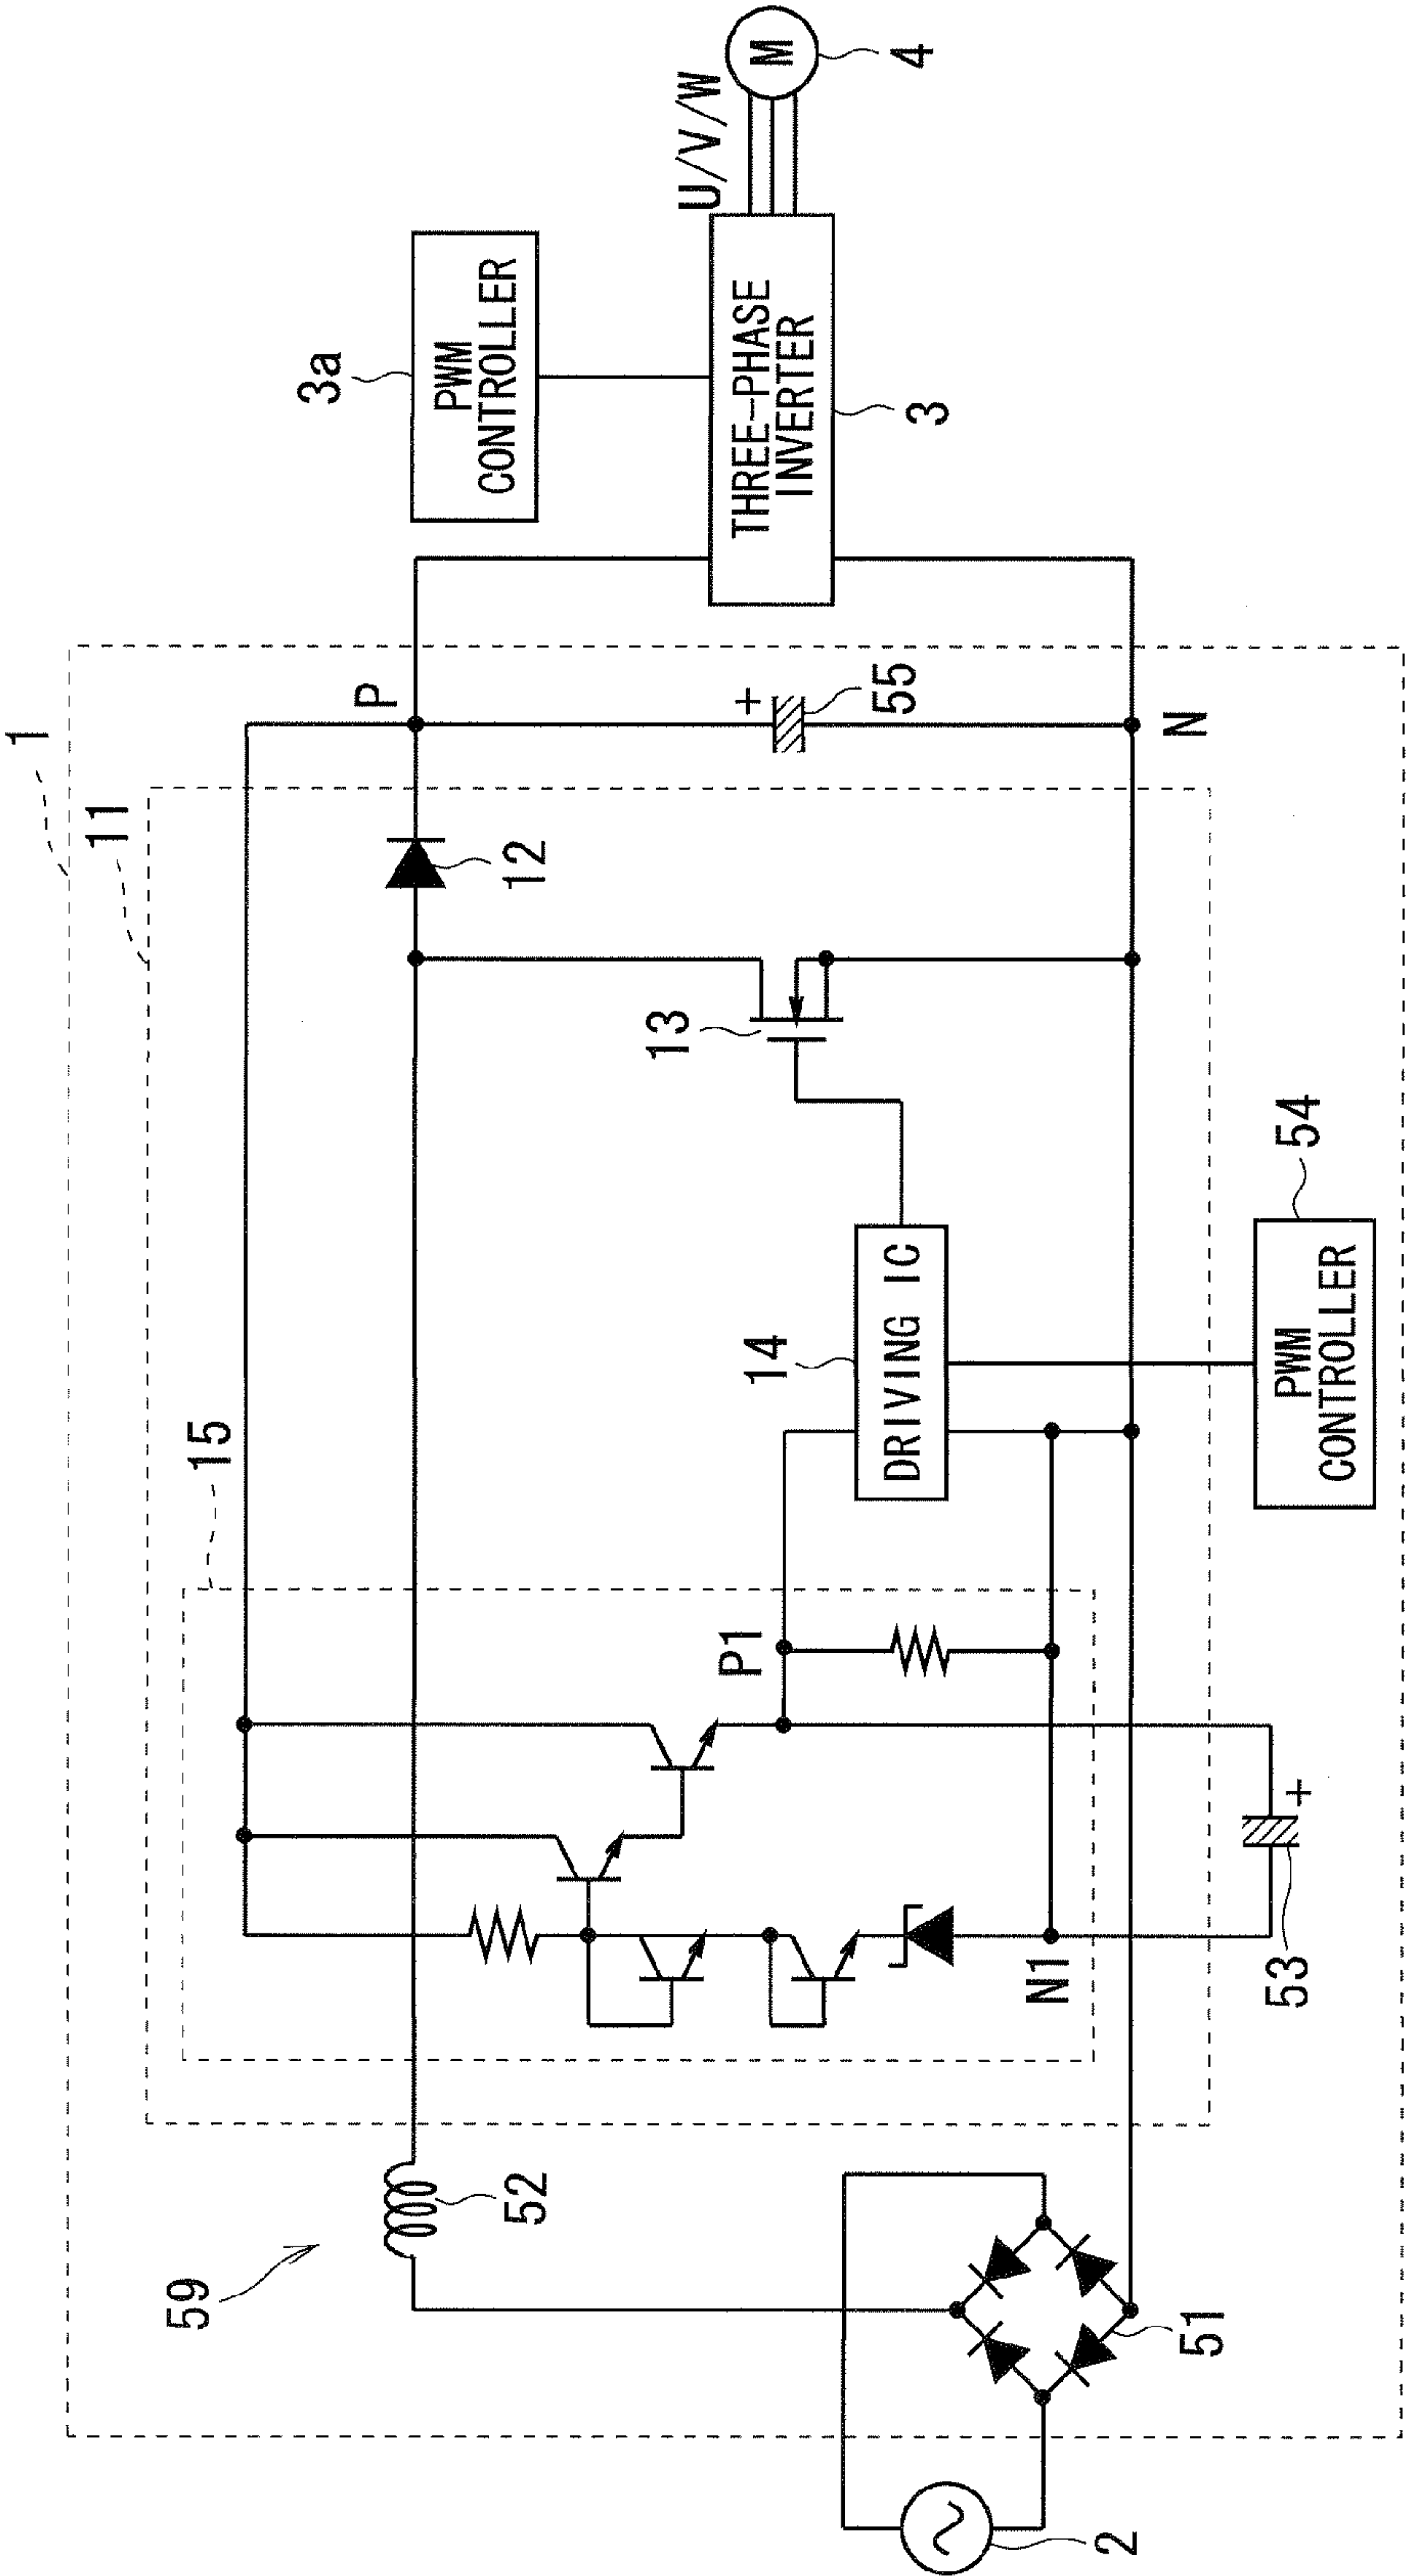 1
11
15
59
52
P
12
13
14
DRIVING IC
P1
N1
+
55
N
3a
PWM
CONTROLLER
U/V/W
M
4
THREE-PHASE
INVERTER
3
54
PWM
CONTROLLER
+
53
51
2